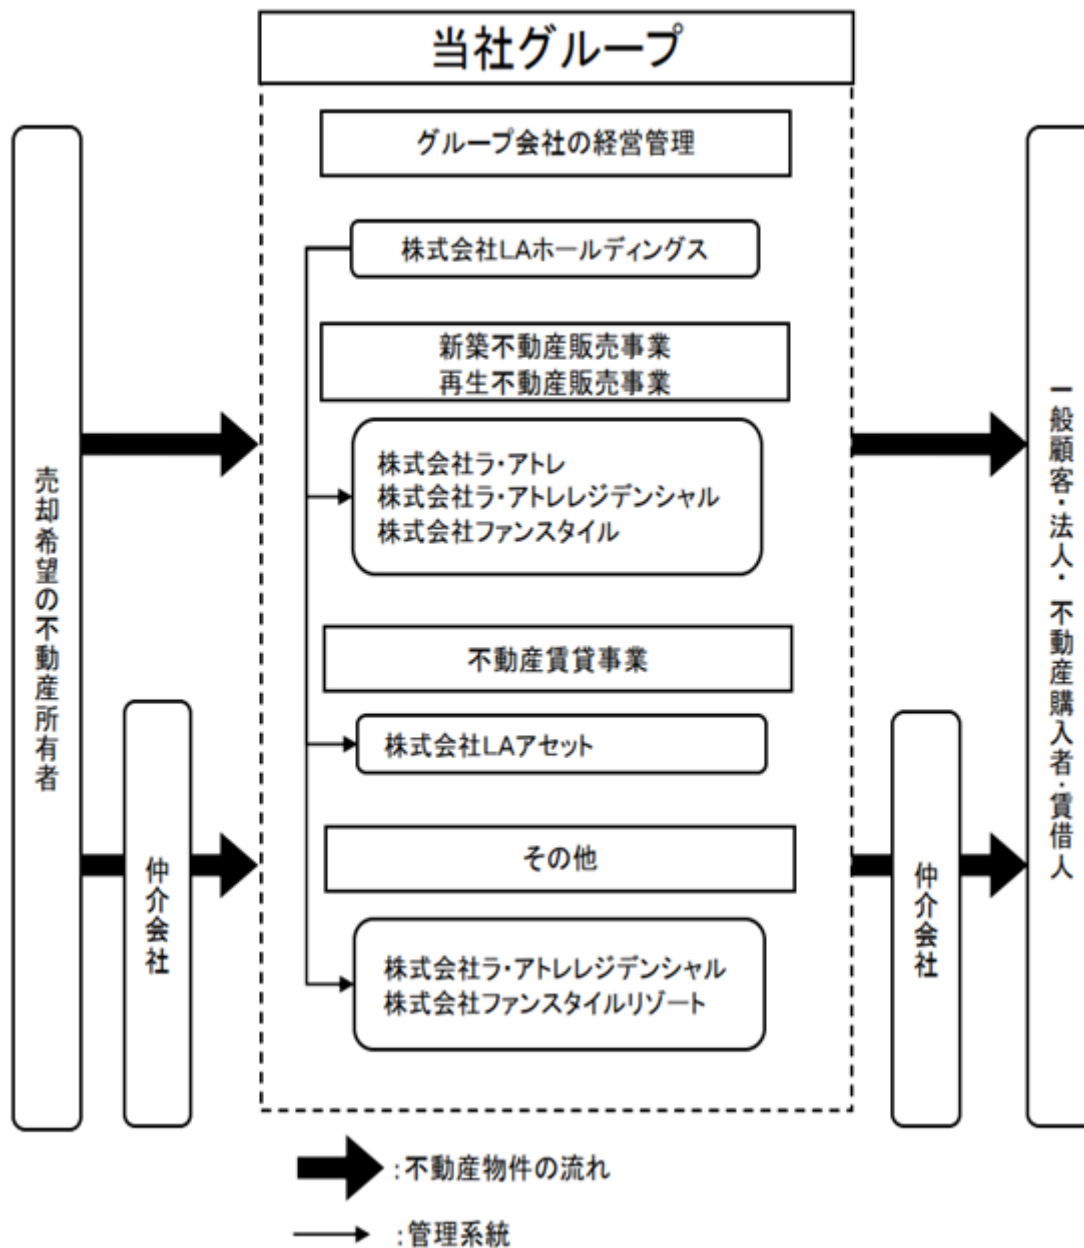 当社グループ
グループ会社の経営管理
株式会社LAホールディングス
新築不動産販売事業
再生不動産販売事業
株式会社ラ・アトレ
株式会社ラ・アトレレジデンシャル
株式会社ファンスタイル
不動産賃貸事業
株式会社LAアセット
その他
株式会社ラ・アトレレジデンシャル
株式会社ファンスタイルリゾート
売却希望の不動産所有者
仲介会社
仲介会社
一般顧客・法人・不動産購入者・賃借人
:不動産物件の流れ
:管理系統